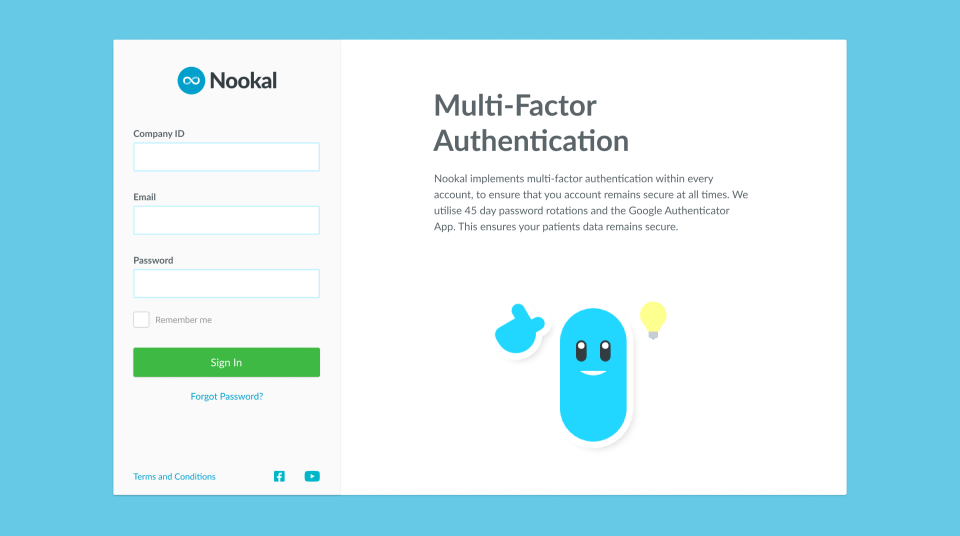 Nookal
Company ID
Email
Password
Remember me
Sign In
Forgot Password?
Terms and Conditions
Multi-Factor
Authentication
Nookal implements multi-factor authentication within every
account, to ensure that you account remains secure at all times. We
utilise 45 day password rotations and the Google Authenticator
App. This ensures your patients data remains secure.